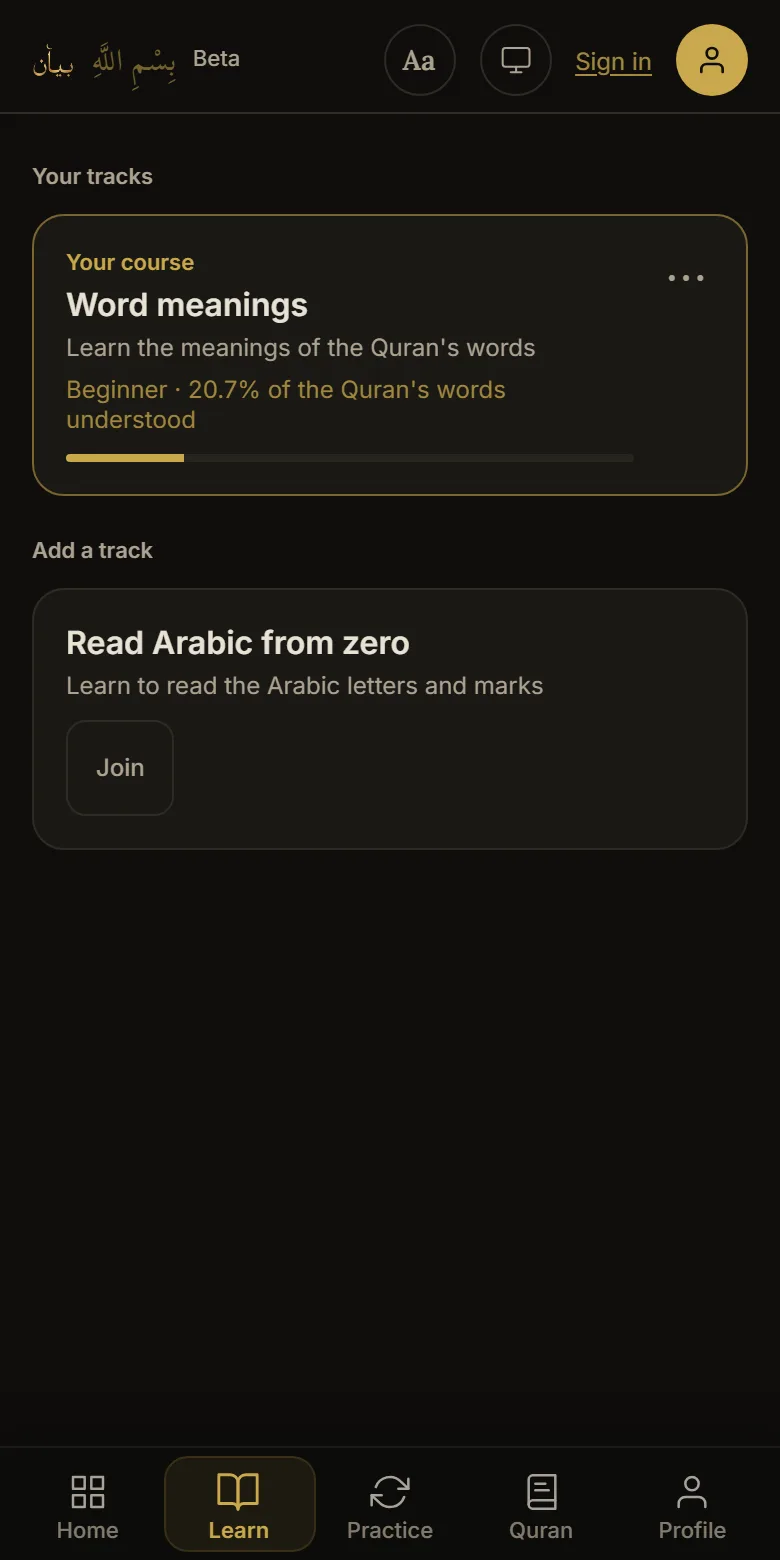 بيان بِسْمِ اللَّهِ Beta Aa Sign in
Your tracks
Your course
Word meanings
Learn the meanings of the Quran's words
Beginner · 20.7% of the Quran's words
understood
Add a track
Read Arabic from zero
Learn to read the Arabic letters and marks
Join
Home Learn Practice Quran Profile